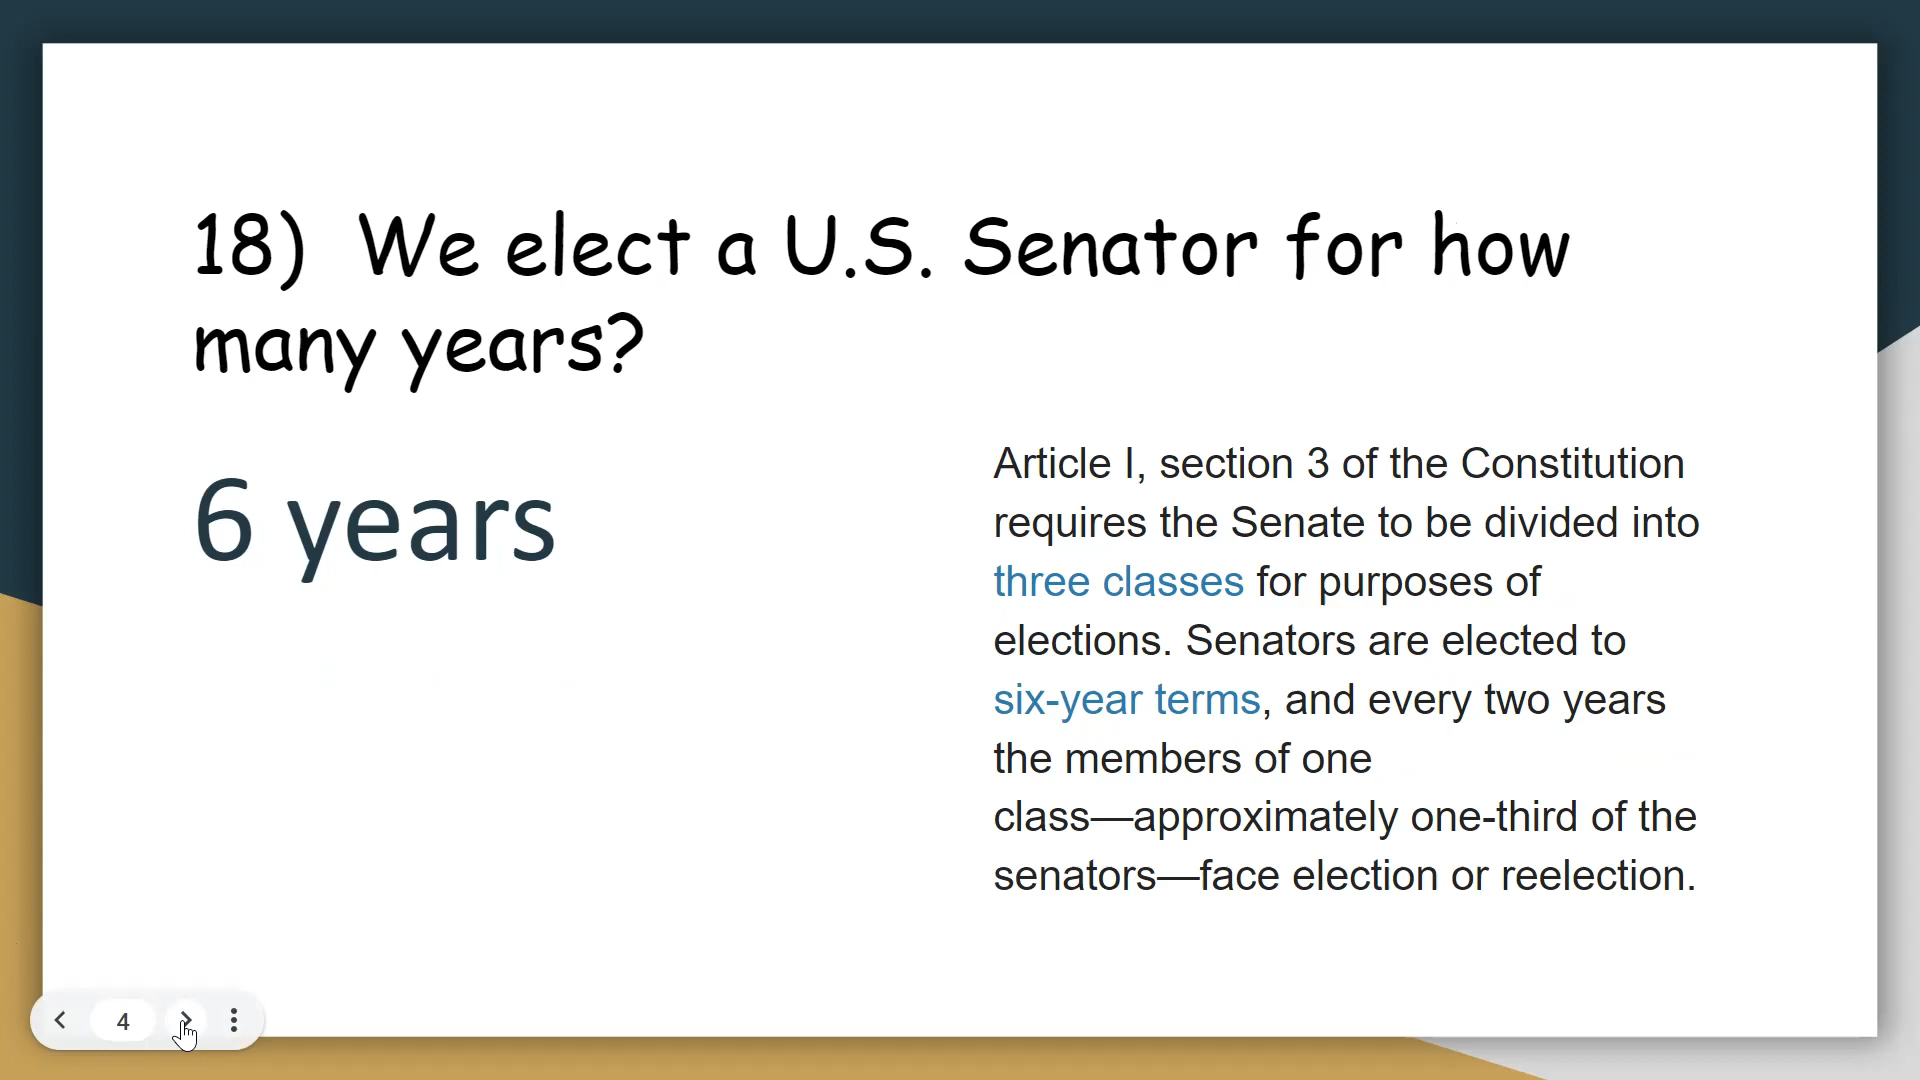 18)  We elect a U.S. Senator for how
many years?
6 years
Article I, section 3 of the Constitution
requires the Senate to be divided into
three classes for purposes of
elections. Senators are elected to
six-year terms, and every two years
the members of one
class—approximately one-third of the
senators—face election or reelection.
4